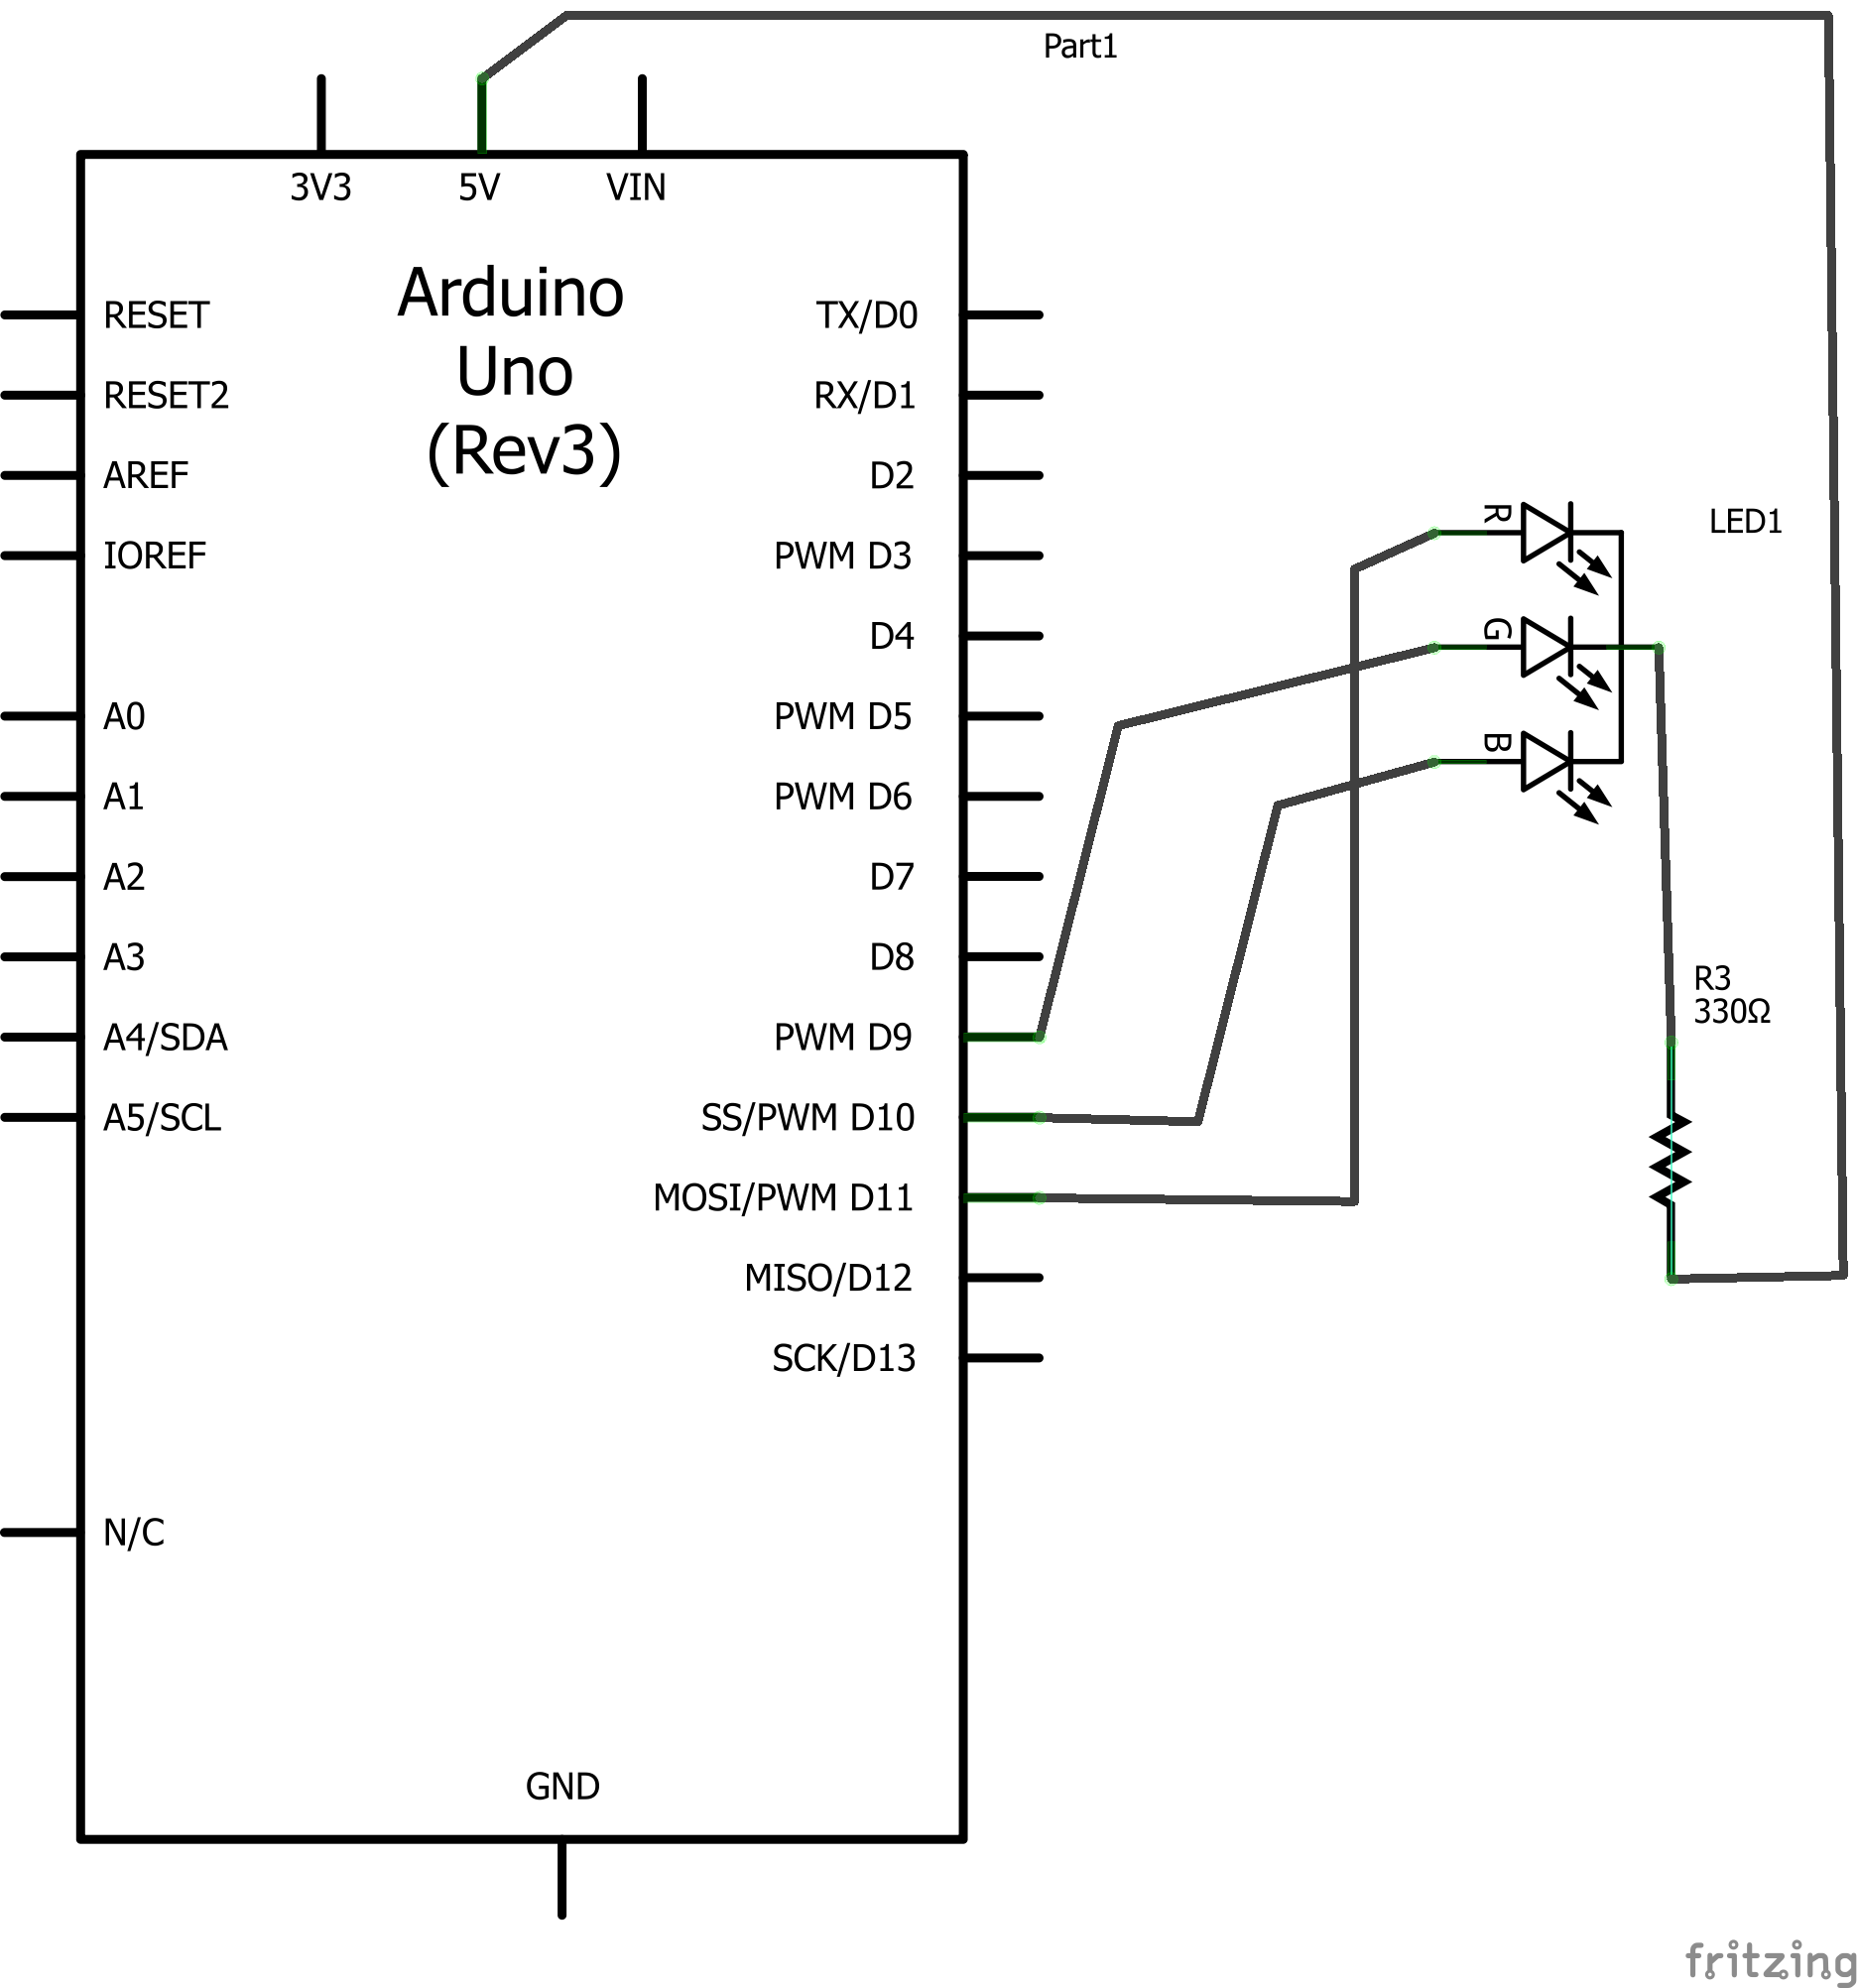 Part1
3V3
5V
VIN
Arduino
Uno
(Rev3)
RESET
RESET2
AREF
IOREF
A0
A1
A2
A3
A4/SDA
A5/SCL
N/C
TX/D0
RX/D1
D2
PWM D3
D4
PWM D5
PWM D6
D7
D8
PWM D9
SS/PWM D10
MOSI/PWM D11
MISO/D12
SCK/D13
GND
R
G
B
LED1
R3
330Ω
fritzing